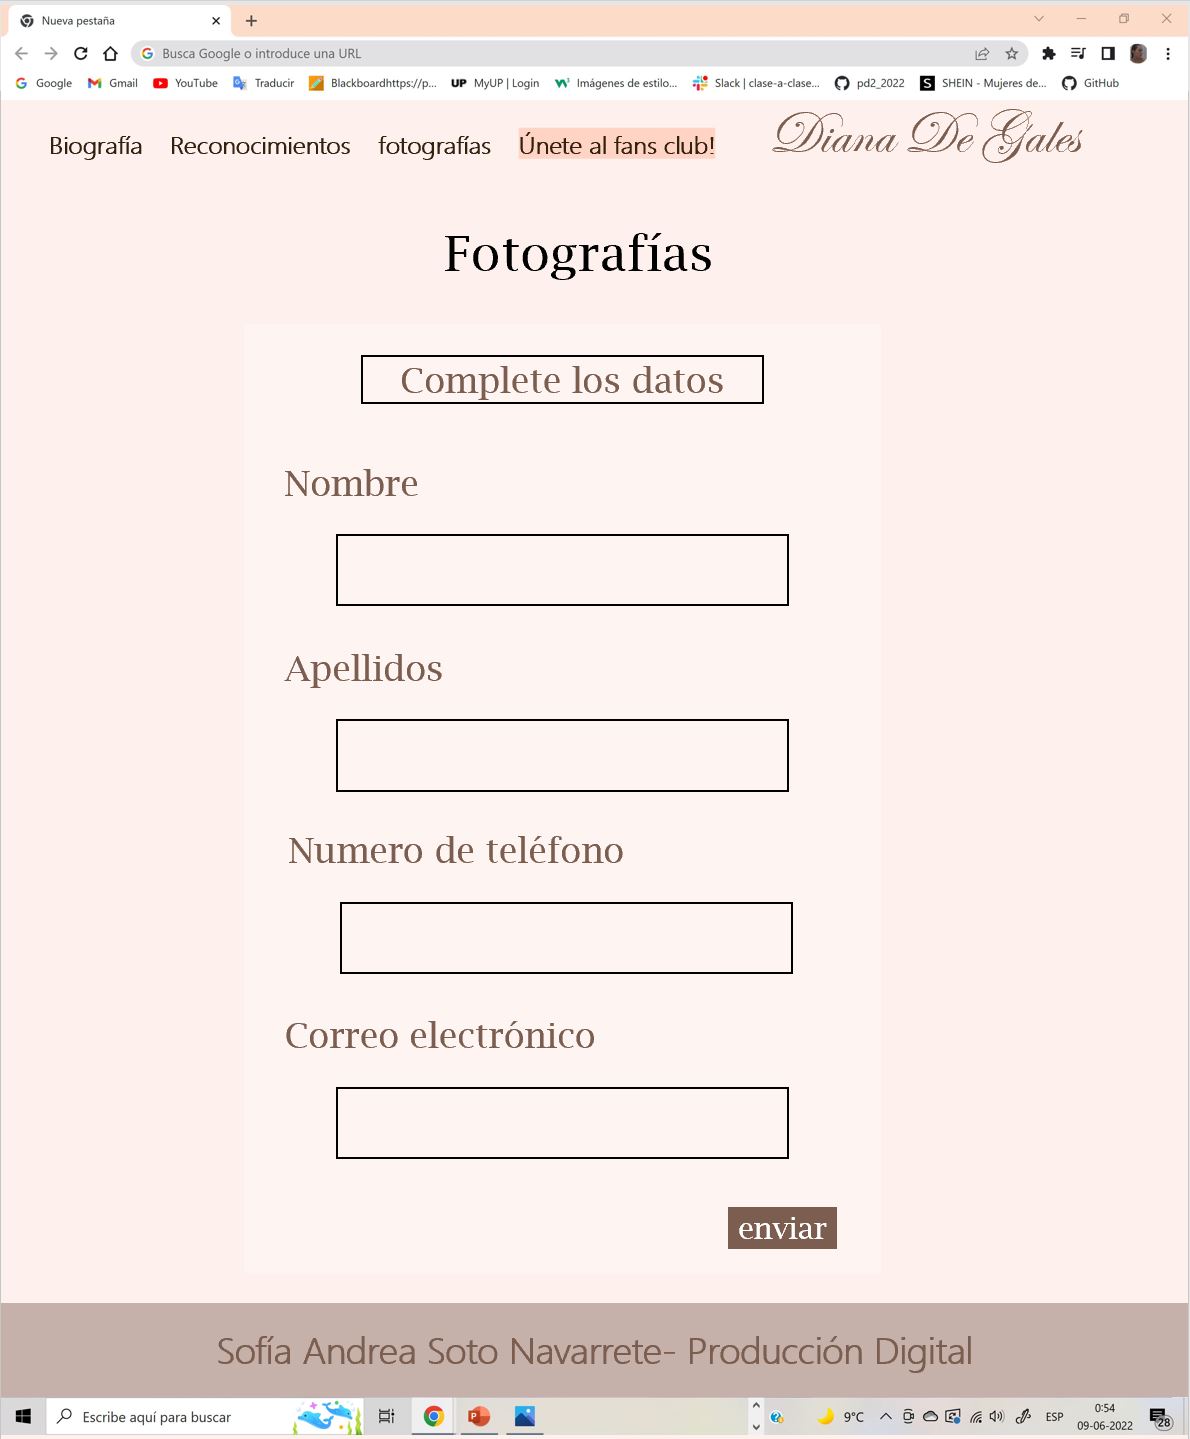 Nueva pestaña
Busca Google o introduce una URL
Google Gmail YouTube Traducir Blackboardhttps://p... UP MyUP | Login Imágenes de estilo... Slack | clase-a-clase... pd2_2022 S SHEIN - Mujeres de... GitHub
Biografía Reconocimientos fotografías Únete al fans club! Diana De Gales
Fotografías
Complete los datos
Nombre
Apellidos
Numero de teléfono
Correo electrónico
enviar
Sofía Andrea Soto Navarrete- Producción Digital
Escribe aquí para buscar 9°C ESP 0:54
09-06-2022 28